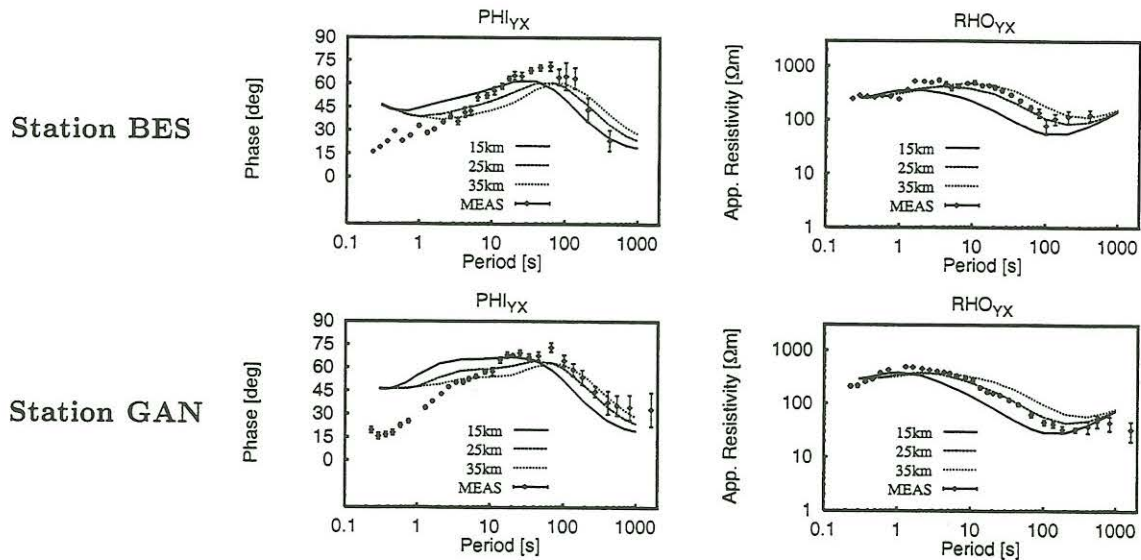 Station BES
PHI_YX
Phase [deg]
90
75
60
45
30
15
0
15km
25km
35km
MEAS
0.1 1 10 100 1000
Period [s]
RHO_YX
App. Resistivity [Ωm]
1000
100
10
1
15km
25km
35km
MEAS
0.1 1 10 100 1000
Period [s]
Station GAN
PHI_YX
Phase [deg]
90
75
60
45
30
15
0
15km
25km
35km
MEAS
0.1 1 10 100 1000
Period [s]
RHO_YX
App. Resistivity [Ωm]
1000
100
10
1
15km
25km
35km
MEAS
0.1 1 10 100 1000
Period [s]